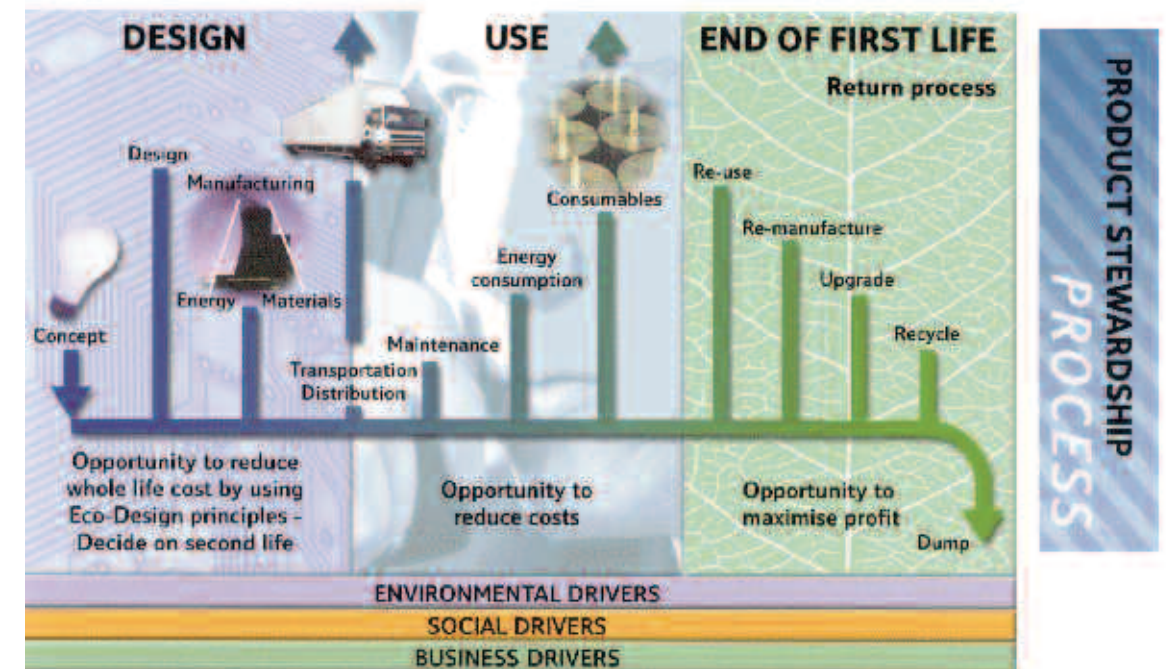 DESIGN
USE
END OF FIRST LIFE
Return process
Design
Manufacturing
Energy
Materials
Concept
Transportation
Distribution
Maintenance
Energy
consumption
Consumables
Re-use
Re-manufacture
Upgrade
Recycle
Opportunity to reduce
whole life cost by using
Eco-Design principles -
Decide on second life
Opportunity to
reduce costs
Opportunity to
maximise profit
Dump
ENVIRONMENTAL DRIVERS
SOCIAL DRIVERS
BUSINESS DRIVERS
PRODUCT STEWARDSHIP
PROCESS